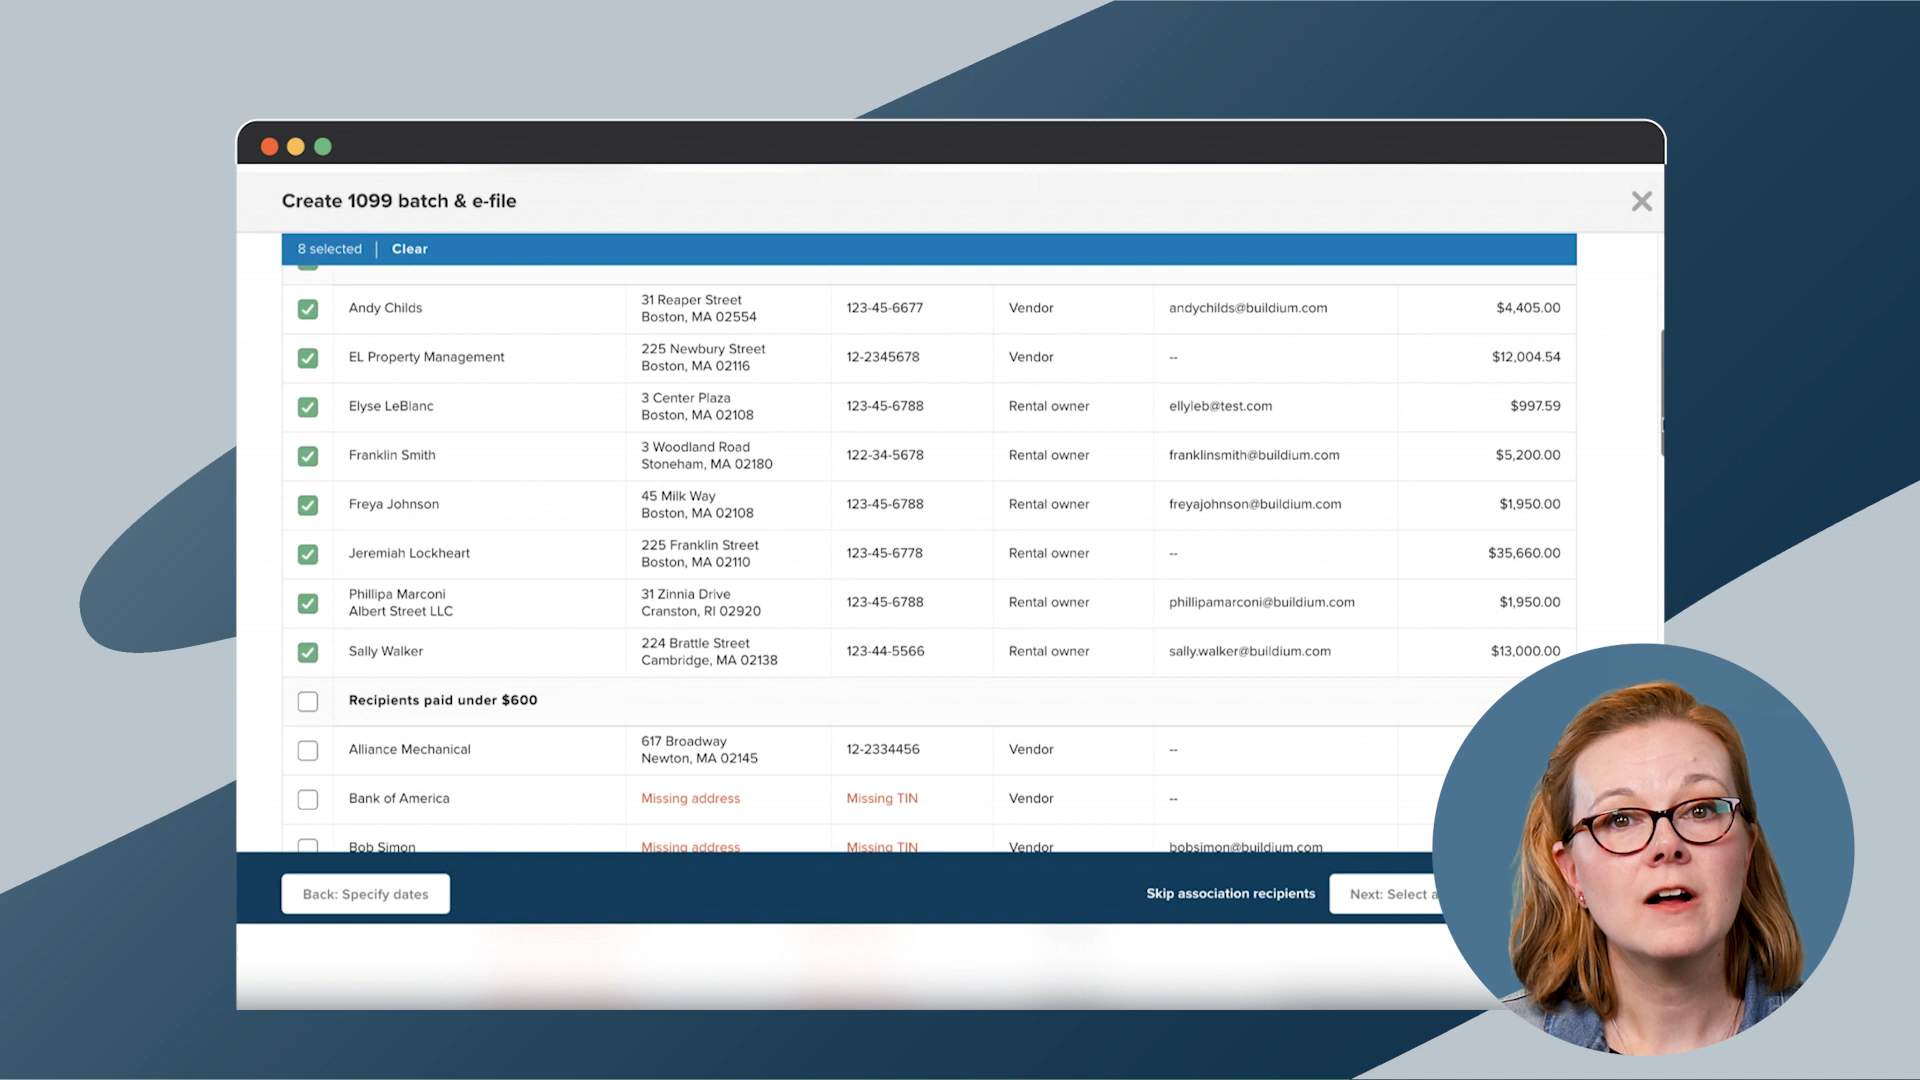 Create 1099 batch & e-file
8 selected | Clear
Andy Childs
31 Reaper Street
Boston, MA 02554
123-45-6677
Vendor
andychilds@buildium.com
$4,405.00
EL Property Management
225 Newbury Street
Boston, MA 02116
12-2345678
Vendor
--
$12,004.54
Elyse LeBlanc
3 Center Plaza
Boston, MA 02108
123-45-6788
Rental owner
ellyleb@test.com
$997.59
Franklin Smith
3 Woodland Road
Stoneham, MA 02180
122-34-5678
Rental owner
franklinsmith@buildium.com
$5,200.00
Freya Johnson
45 Milk Way
Boston, MA 02108
123-45-6788
Rental owner
freyajohnson@buildium.com
$1,950.00
Jeremiah Lockheart
225 Franklin Street
Boston, MA 02110
123-45-6778
Rental owner
--
$35,660.00
Phillipa Marconi
Albert Street LLC
31 Zinnia Drive
Cranston, RI 02920
123-45-6788
Rental owner
phillipamarconi@buildium.com
$1,950.00
Sally Walker
224 Brattle Street
Cambridge, MA 02138
123-44-5566
Rental owner
sally.walker@buildium.com
$13,000.00
Recipients paid under $600
Alliance Mechanical
617 Broadway
Newton, MA 02145
12-2334456
Vendor
--
Bank of America
Missing address
Missing TIN
Vendor
--
Bob Simon
Missing address
Missing TIN
Vendor
bobsimon@buildium.com
Back: Specify dates
Skip association recipients
Next: Select